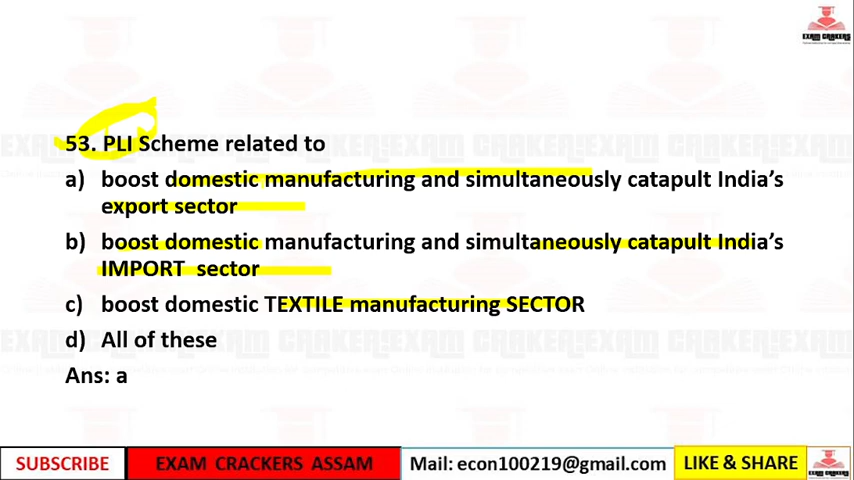 EXAM CRAKERS
53. PLI Scheme related to
a) boost domestic manufacturing and simultaneously catapult India's
export sector
b) boost domestic manufacturing and simultaneously catapult India's
IMPORT sector
c) boost domestic TEXTILE manufacturing SECTOR
d) All of these
Ans: a
SUBSCRIBE EXAM CRACKERS ASSAM Mail: econ100219@gmail.com LIKE & SHARE